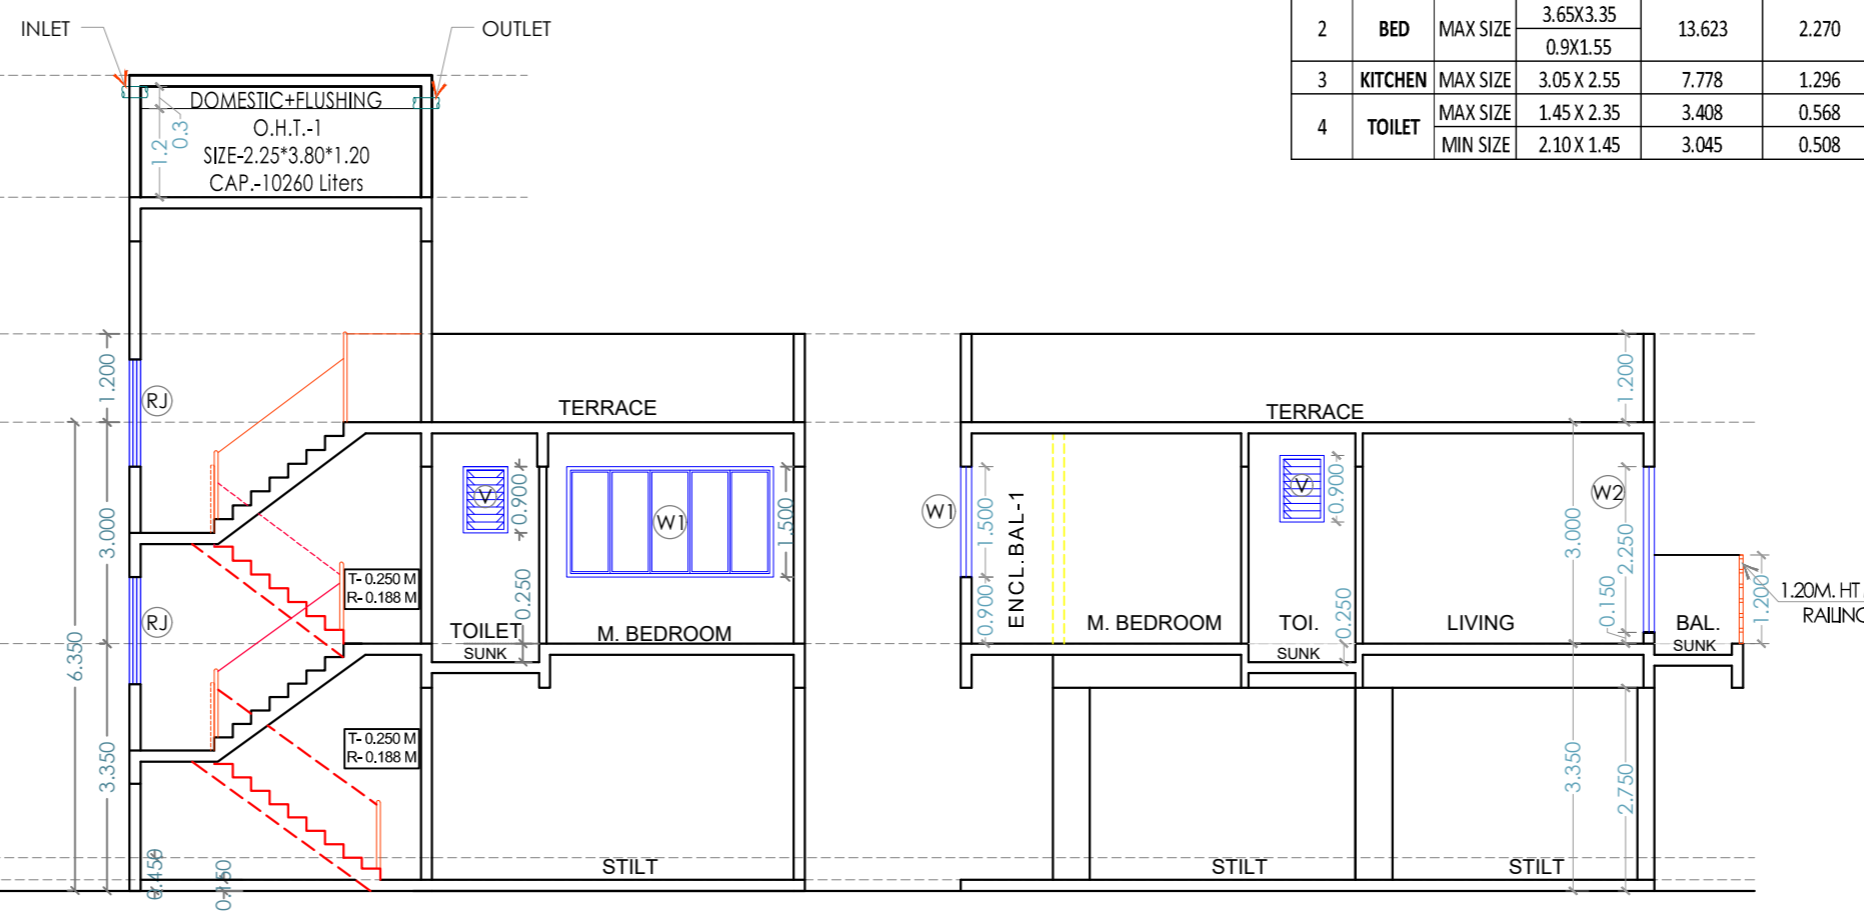 INLET
OUTLET
DOMESTIC+FLUSHING
O.H.T.-1
SIZE-2.25*3.80*1.20
CAP.-10260 Liters
1.2
0.3
2 BED MAX SIZE 3.65X3.35 13.623 2.270
0.9X1.55
3 KITCHEN MAX SIZE 3.05 X 2.55 7.778 1.296
4 TOILET MAX SIZE 1.45 X 2.35 3.408 0.568
MIN SIZE 2.10 X 1.45 3.045 0.508
1.200
RJ
TERRACE
3.000
V
0.900
W1
1.500
T- 0.250 M
R- 0.188 M
RJ
0.250
TOILET
M. BEDROOM
SUNK
6.350
3.350
T- 0.250 M
R- 0.188 M
STILT
0.450
0.150
1.200
TERRACE
W1
1.500
ENCL.BAL-1
V
0.900
3.000
W2
2.250
0.900
M. BEDROOM
TOI.
0.250
LIVING
0.150
BAL.
1.200
1.20M. HT.
SUNK
SUNK
3.350
2.750
STILT
STILT